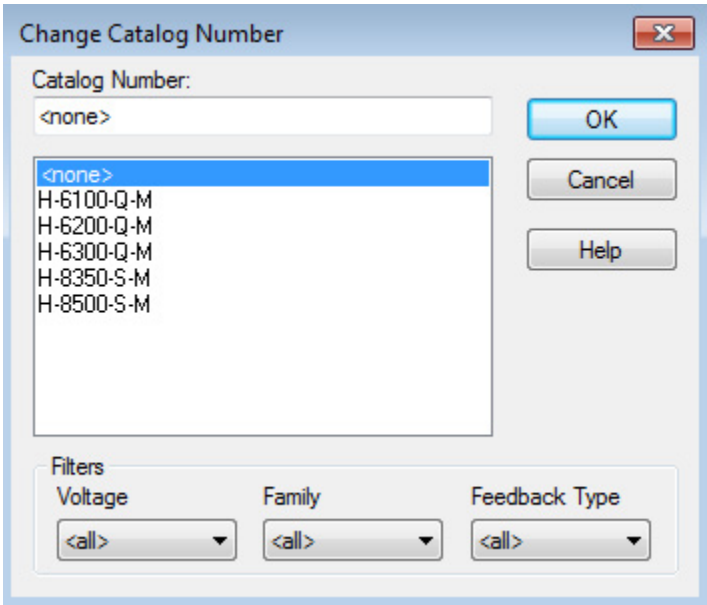 Change Catalog Number
Catalog Number:
<none>
OK
<none>
H-6100-Q-M
H-6200-Q-M
H-6300-Q-M
H-8350-S-M
H-8500-S-M
Cancel
Help
Filters
Voltage Family Feedback Type
<all> <all> <all>